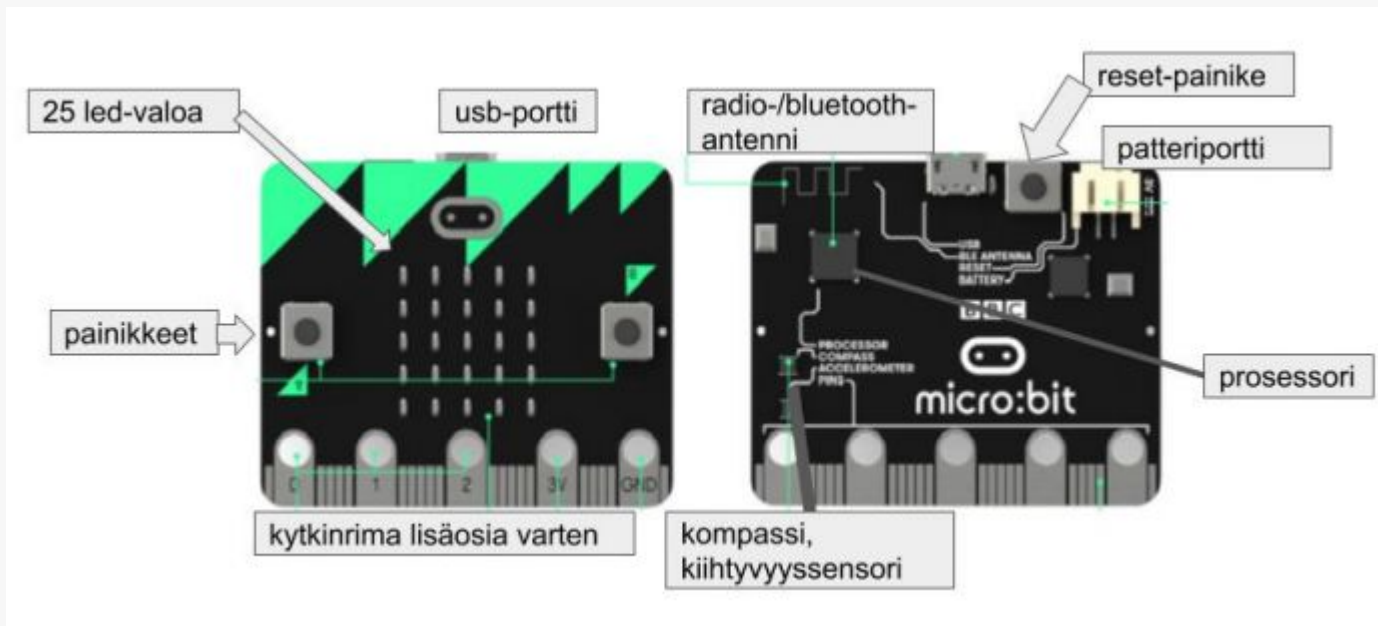 25 led-valoa
usb-portti
radio-/bluetooth-
antenni
reset-painike
patteriportti
painikkeet
B
A
0
1
2
3V
GND
kytkinrima lisäosia varten
USB
BLE ANTENNA
RESET
BATTERY
BBC
PROCESSOR
COMPASS
ACCELEROMETER
PINS
micro:bit
prosessori
kompassi,
kiihtyvyyssensori